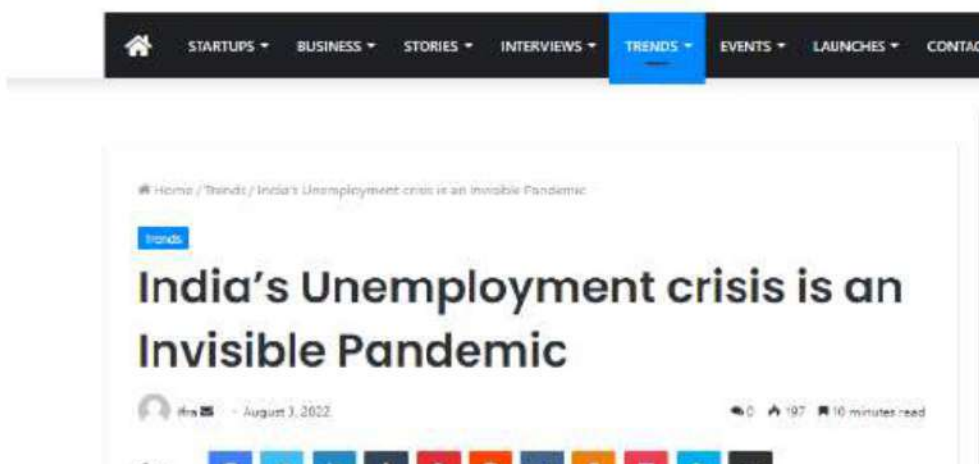 STARTUPS BUSINESS STORIES INTERVIEWS TRENDS EVENTS LAUNCHES CONTAC
Home / Trends / India's Unemployment crisis is an Invisible Pandemic
Trends
India's Unemployment crisis is an
Invisible Pandemic
August 3, 2022 0 197 10 minutes read